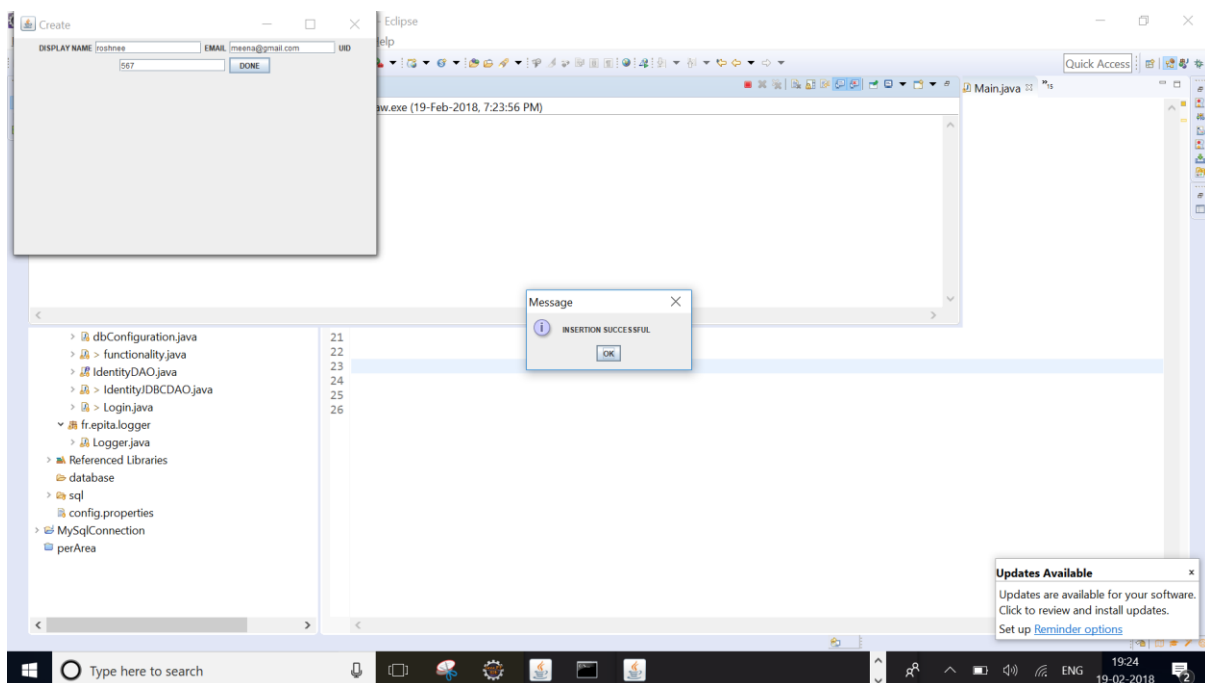 Create
- Eclipse
DISPLAY NAME roshnee EMAIL meena@gmail.com UID
567 DONE
elp
Quick Access
Main.java 15
aw.exe (19-Feb-2018, 7:23:56 PM)
Message
INSERTION SUCCESSFUL
OK
> dbConfiguration.java
> > functionality.java
> IdentityDAO.java
> > IdentityJDBCDAO.java
> > Login.java
fr.epita.logger
> Logger.java
> Referenced Libraries
database
> sql
config.properties
> MySqlConnection
perArea
21
22
23
24
25
26
Updates Available x
Updates are available for your software.
Click to review and install updates.
Set up Reminder options
Type here to search
ENG
19:24
19-02-2018
2